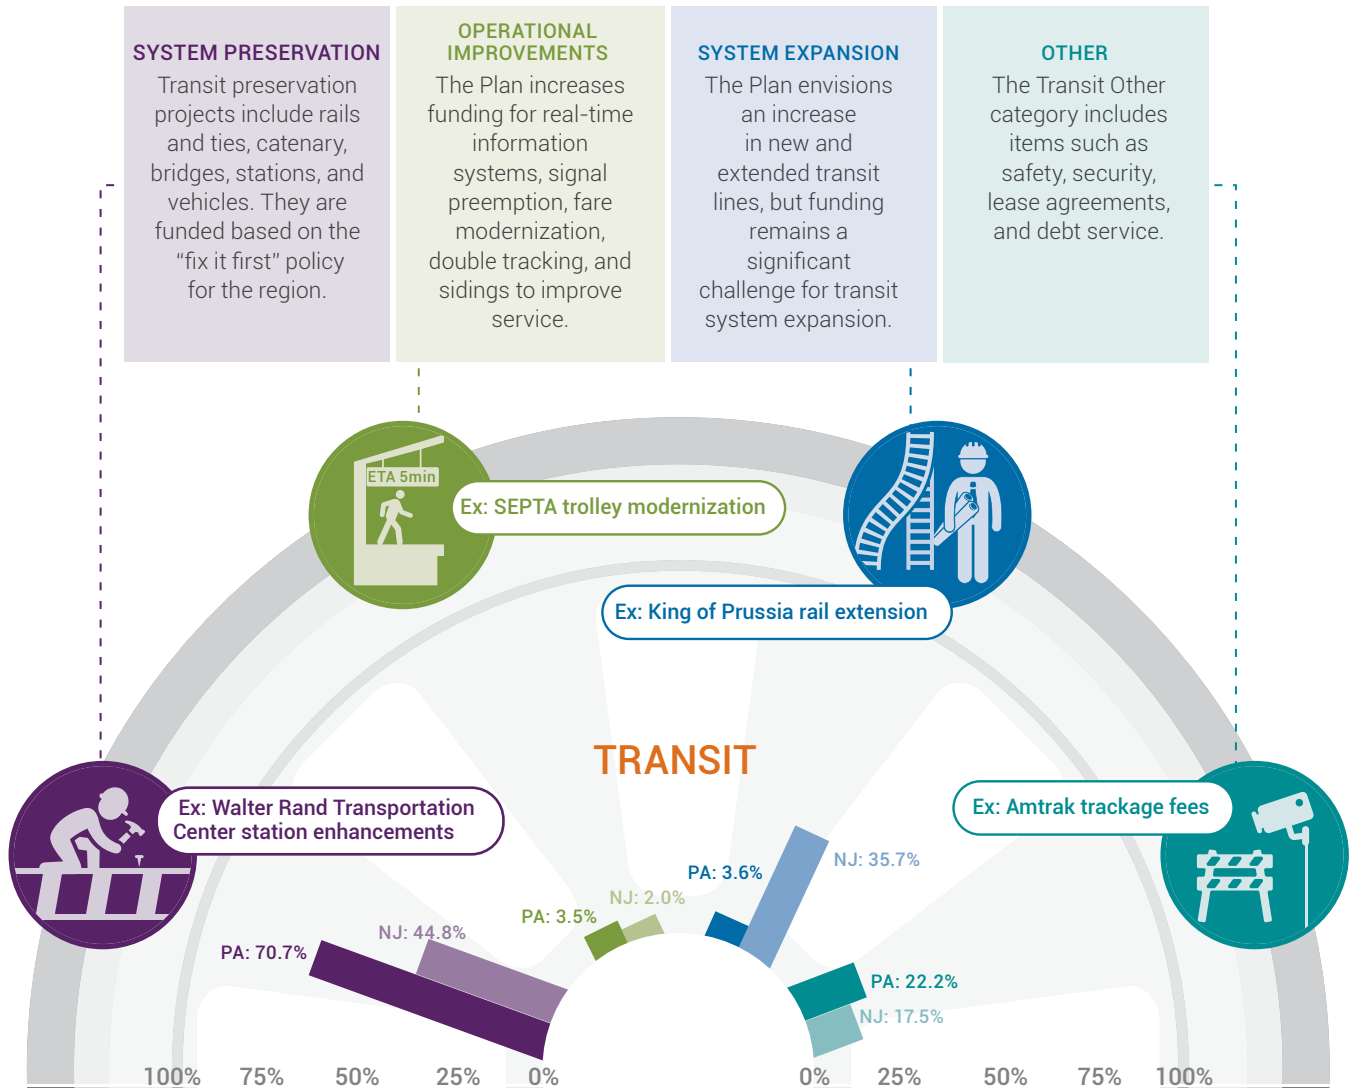 SYSTEM PRESERVATION
Transit preservation
projects include rails
and ties, catenary,
bridges, stations, and
vehicles. They are
funded based on the
“fix it first” policy
for the region.
OPERATIONAL
IMPROVEMENTS
The Plan increases
funding for real-time
information
systems, signal
preemption, fare
modernization,
double tracking, and
sidings to improve
service.
SYSTEM EXPANSION
The Plan envisions
an increase
in new and
extended transit
lines, but funding
remains a
significant
challenge for transit
system expansion.
OTHER
The Transit Other
category includes
items such as
safety, security,
lease agreements,
and debt service.
ETA 5min
Ex: SEPTA trolley modernization
Ex: King of Prussia rail extension
TRANSIT
Ex: Walter Rand Transportation
Center station enhancements
Ex: Amtrak trackage fees
PA: 70.7%
NJ: 44.8%
PA: 3.5%
NJ: 2.0%
PA: 3.6%
NJ: 35.7%
PA: 22.2%
NJ: 17.5%
100% 75% 50% 25% 0% 0% 25% 50% 75% 100%